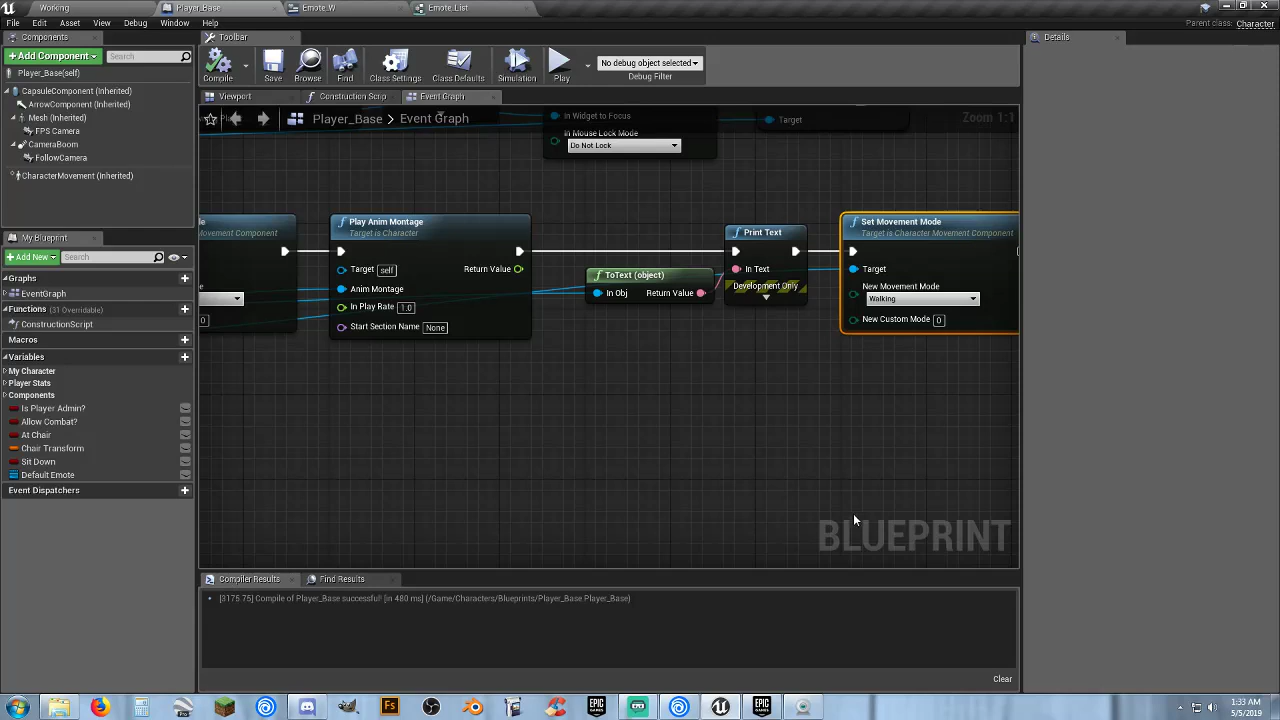 Working
Player_Base
Emote_W
Emote_List
File
Edit
Asset
View
Debug
Window
Help
Parent class: Character
Components
Toolbar
Details
+Add Component
Search
Player_Base(self)
CapsuleComponent (Inherited)
ArrowComponent (Inherited)
Mesh (Inherited)
FPS Camera
CameraBoom
FollowCamera
CharacterMovement (Inherited)
Compile
Save
Browse
Find
Class Settings
Class Defaults
Simulation
Play
No debug object selected
Debug Filter
Viewport
Construction Scrip
Event Graph
Player_Base > Event Graph
Zoom 1:1
In Widget to Focus
In Mouse Lock Mode
Do Not Lock
Target
Movement Component
0
Play Anim Montage
Target is Character
Target
self
Return Value
Anim Montage
In Play Rate
1.0
Start Section Name
None
ToText (object)
In Obj
Return Value
Print Text
In Text
Development Only
Set Movement Mode
Target is Character Movement Component
Target
New Movement Mode
Walking
New Custom Mode
0
BLUEPRINT
My Blueprint
+Add New
Search
Graphs
EventGraph
Functions (31 Overridable)
ConstructionScript
Macros
Variables
My Character
Player Stats
Components
Is Player Admin?
Allow Combat?
At Chair
Chair Transform
Sit Down
Default Emote
Event Dispatchers
Compiler Results
Find Results
[3175.75] Compile of Player_Base successful! [in 480 ms] (/Game/Characters/Blueprints/Player_Base.Player_Base)
Clear
Fs
EPIC GAMES
EPIC GAMES
1:33 AM
5/5/2019